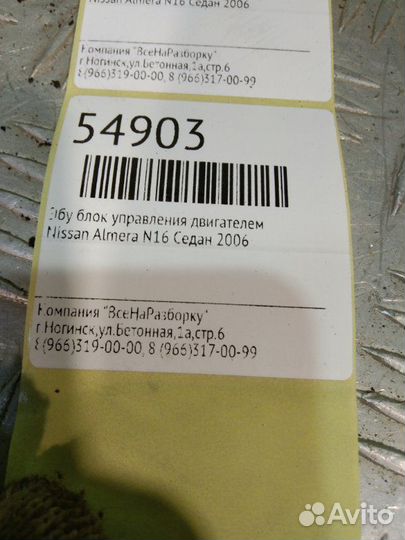 Nissan Almera N16 Седан 2006
Компания "ВсеНаРазборку"
г.Ногинск,ул.Бетонная,1а,стр.6
8(966)319-00-00, 8 (966)317-00-99
54903
Эбу блок управления двигателем
Nissan Almera N16 Седан 2006
Компания "ВсеНаРазборку"
г.Ногинск,ул.Бетонная,1а,стр.6
8(966)319-00-00, 8 (966)317-00-99
Avito